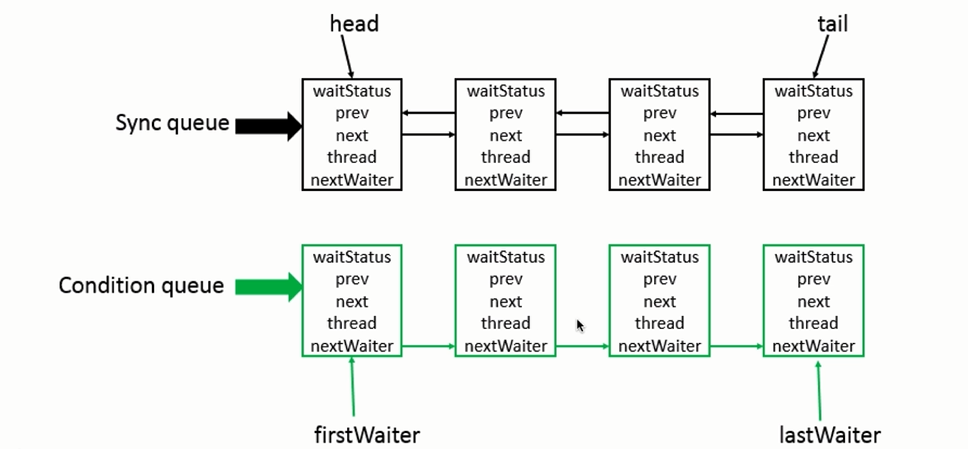 head
tail
Sync queue
waitStatus
prev
next
thread
nextWaiter
waitStatus
prev
next
thread
nextWaiter
waitStatus
prev
next
thread
nextWaiter
waitStatus
prev
next
thread
nextWaiter
Condition queue
waitStatus
prev
next
thread
nextWaiter
waitStatus
prev
next
thread
nextWaiter
waitStatus
prev
next
thread
nextWaiter
waitStatus
prev
next
thread
nextWaiter
firstWaiter
lastWaiter